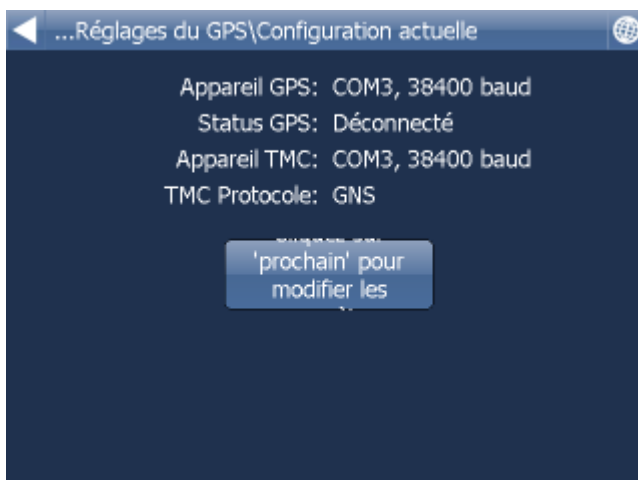 ...Réglages du GPS\Configuration actuelle
Appareil GPS: COM3, 38400 baud
Status GPS: Déconnecté
Appareil TMC: COM3, 38400 baud
TMC Protocole: GNS
'prochain' pour
modifier les